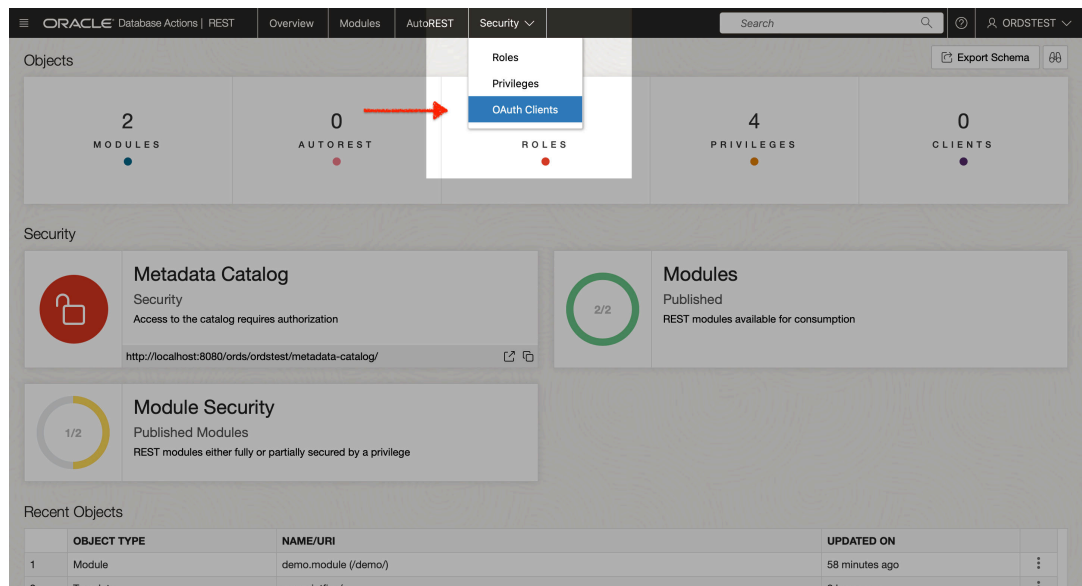 ORACLE Database Actions | REST Overview Modules AutoREST Security Search ORDSTEST
Roles
Privileges
OAuth Clients
Objects Export Schema
2 0 4 0
MODULES AUTOREST ROLES PRIVILEGES CLIENTS
Security
Metadata Catalog
Security
Access to the catalog requires authorization
http://localhost:8080/ords/ordstest/metadata-catalog/
2/2
Modules
Published
REST modules available for consumption
1/2
Module Security
Published Modules
REST modules either fully or partially secured by a privilege
Recent Objects
OBJECT TYPE NAME/URI UPDATED ON
1 Module demo.module (/demo/) 58 minutes ago